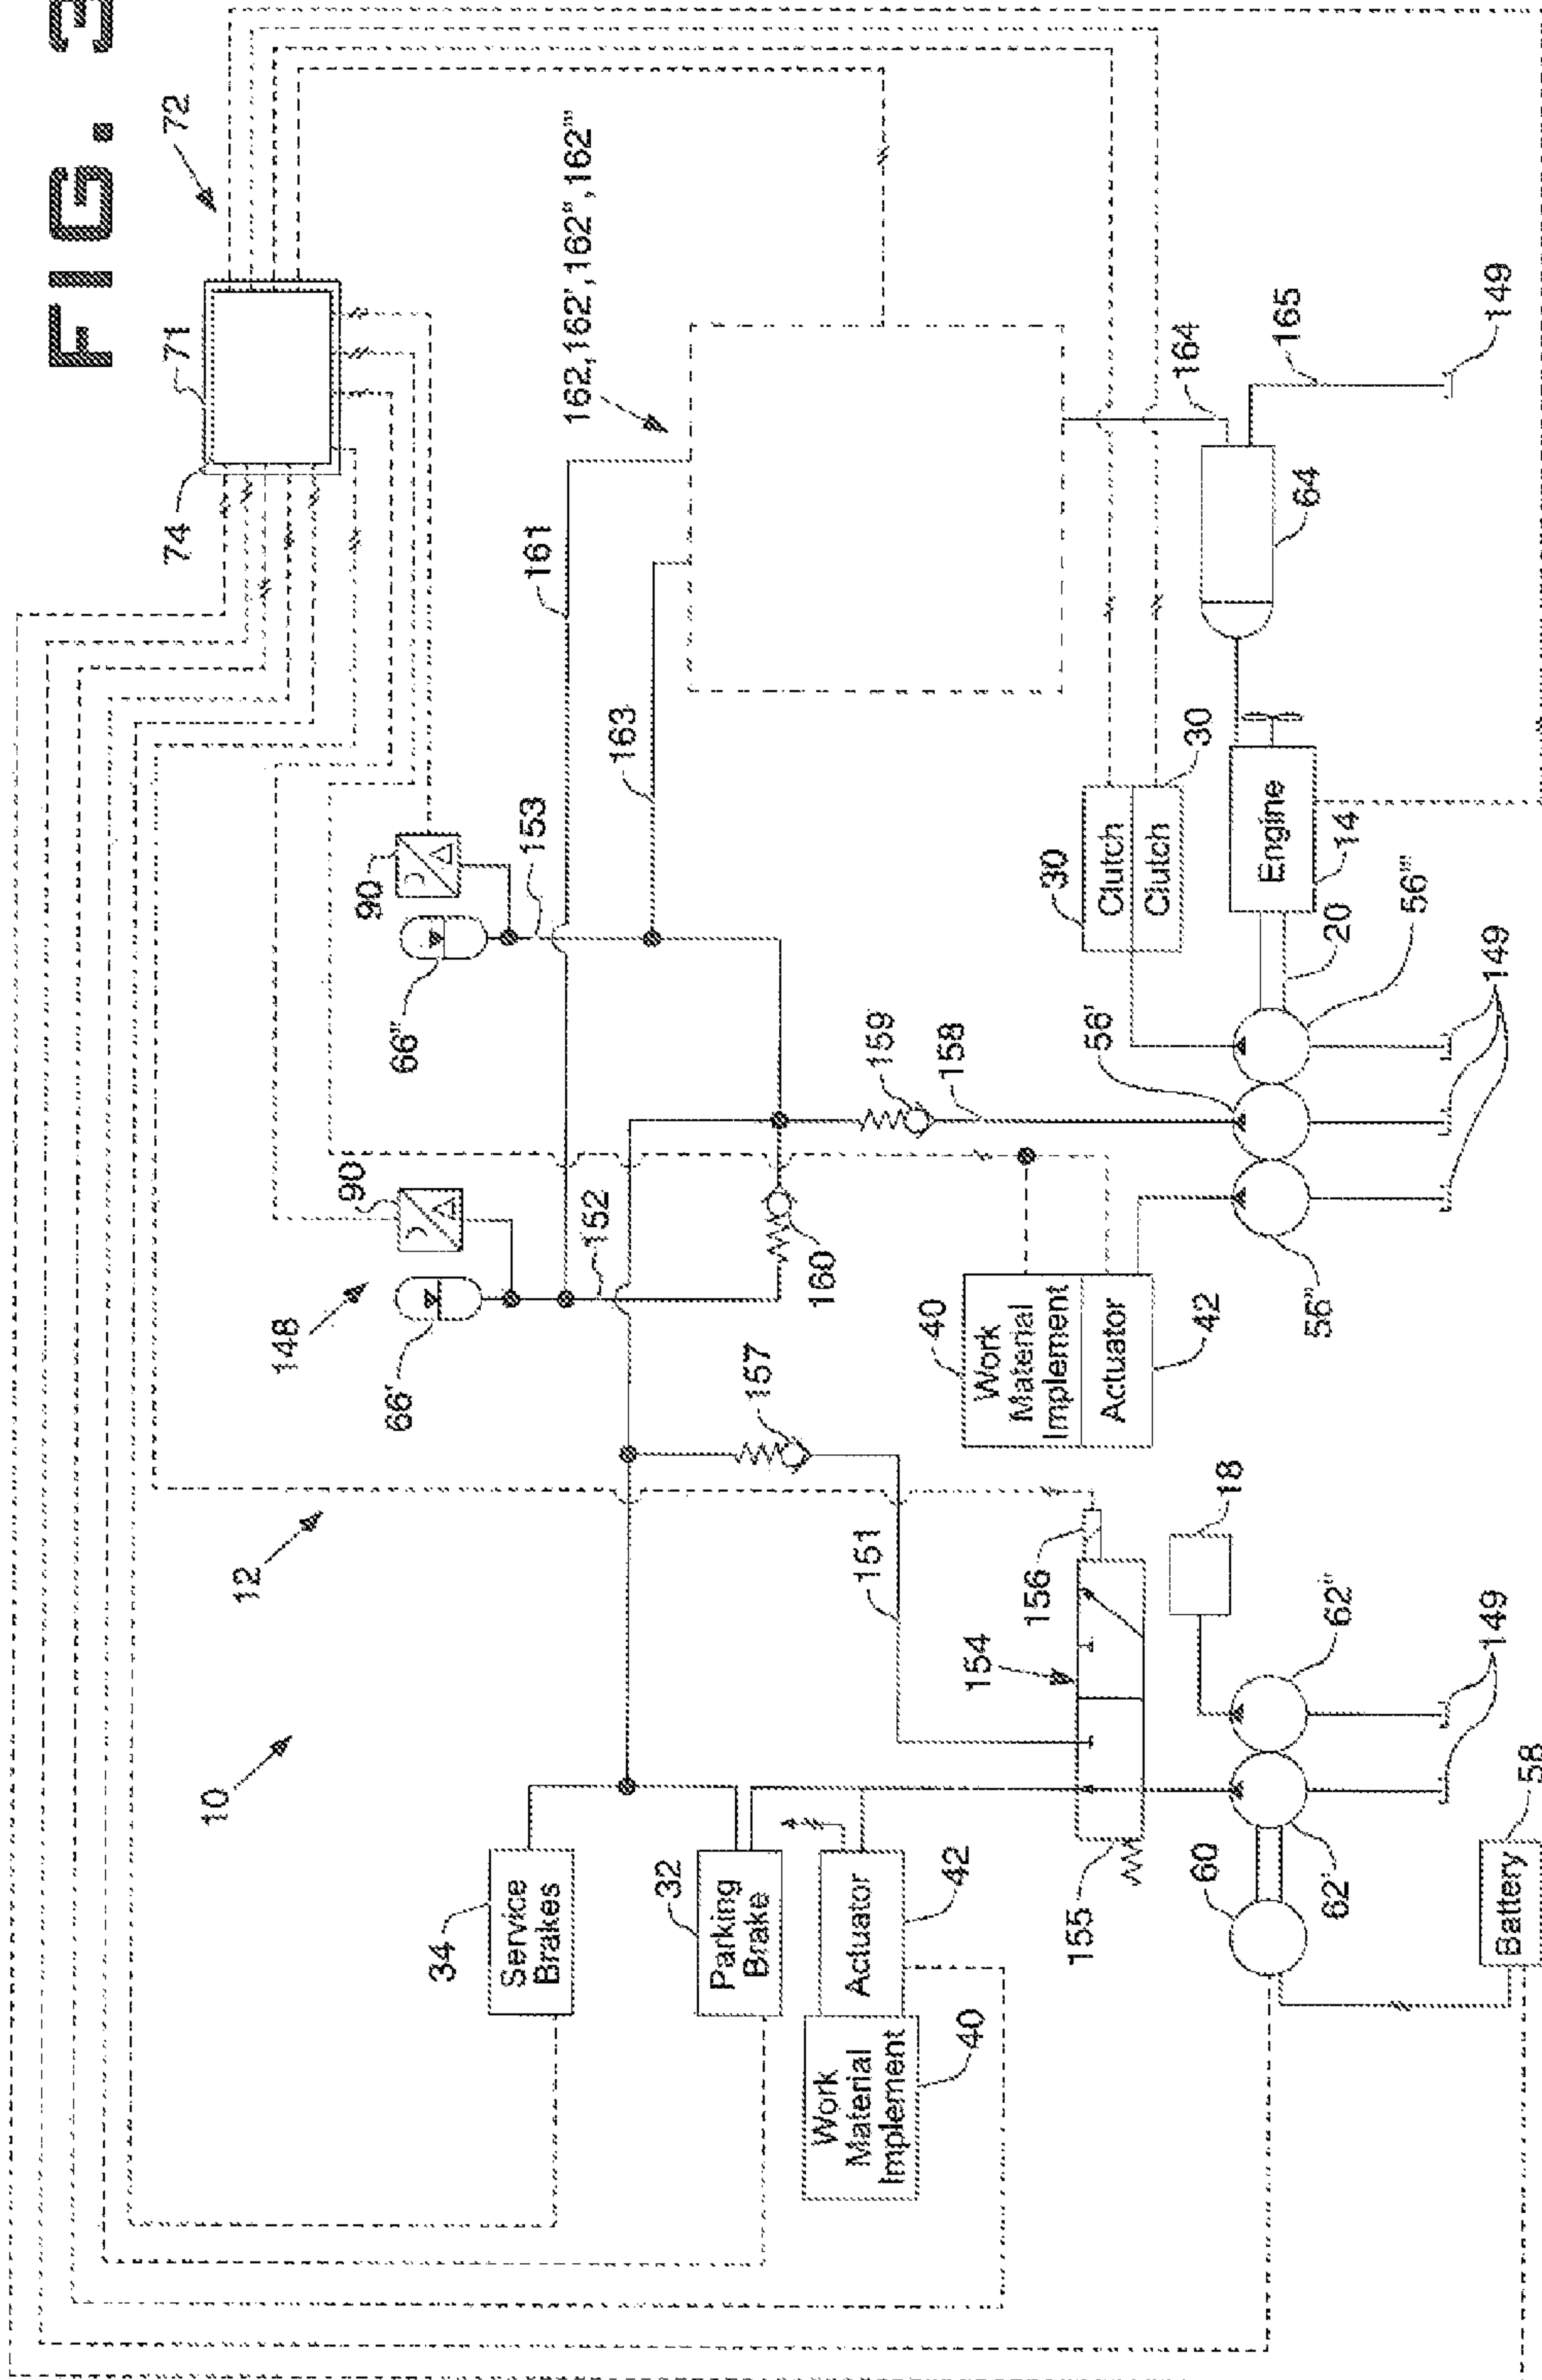 FIG. 3
72
71
74
162,162',162'',162'''
161
163
164
165
149
64
90
153
66''
30
Clutch
Clutch
30
Engine
14
20
56'''
159
158
56'
149
90
152
160
148
66'
40
Work
Material
Implement
Actuator
42
56''
157
12
151
156
154
18
62''
149
10
34
Service
Brakes
32
Parking
Brake
Actuator
42
Work
Material
Implement
40
155
60
62'
58
Battery